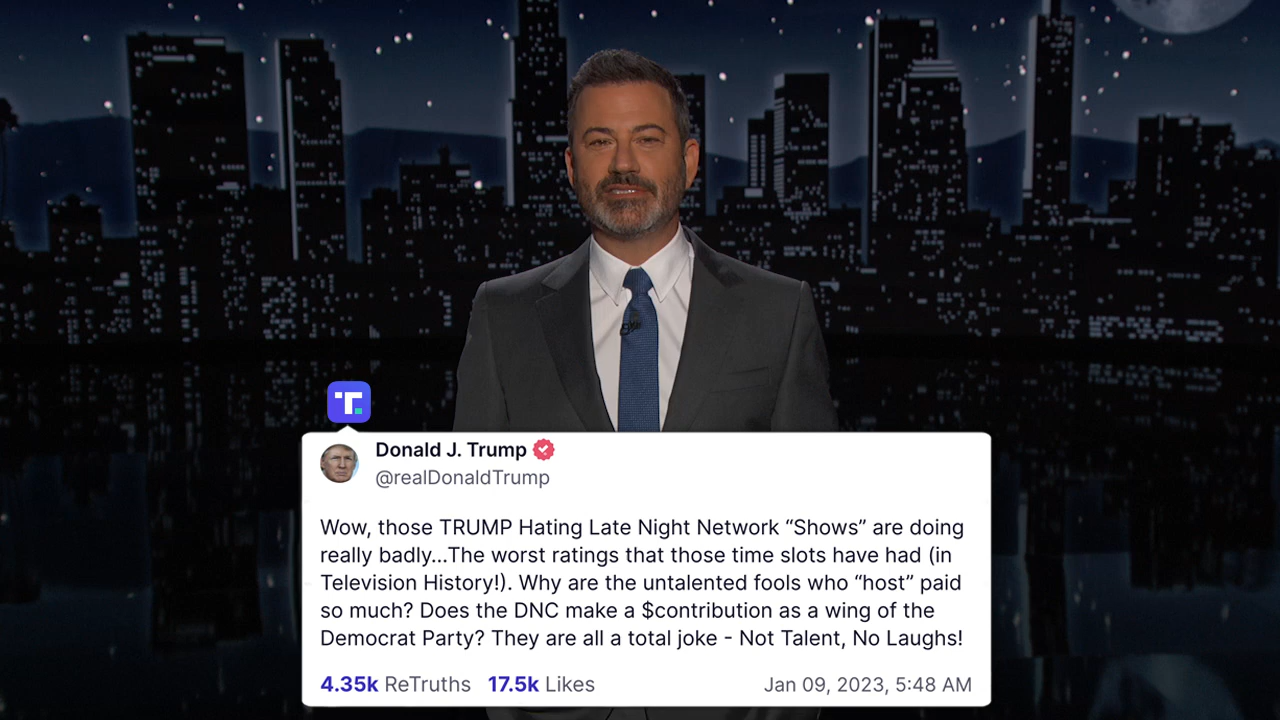 Donald J. Trump
@realDonaldTrump
Wow, those TRUMP Hating Late Night Network “Shows” are doing
really badly...The worst ratings that those time slots have had (in
Television History!). Why are the untalented fools who “host” paid
so much? Does the DNC make a $contribution as a wing of the
Democrat Party? They are all a total joke - Not Talent, No Laughs!
4.35k ReTruths 17.5k Likes Jan 09, 2023, 5:48 AM